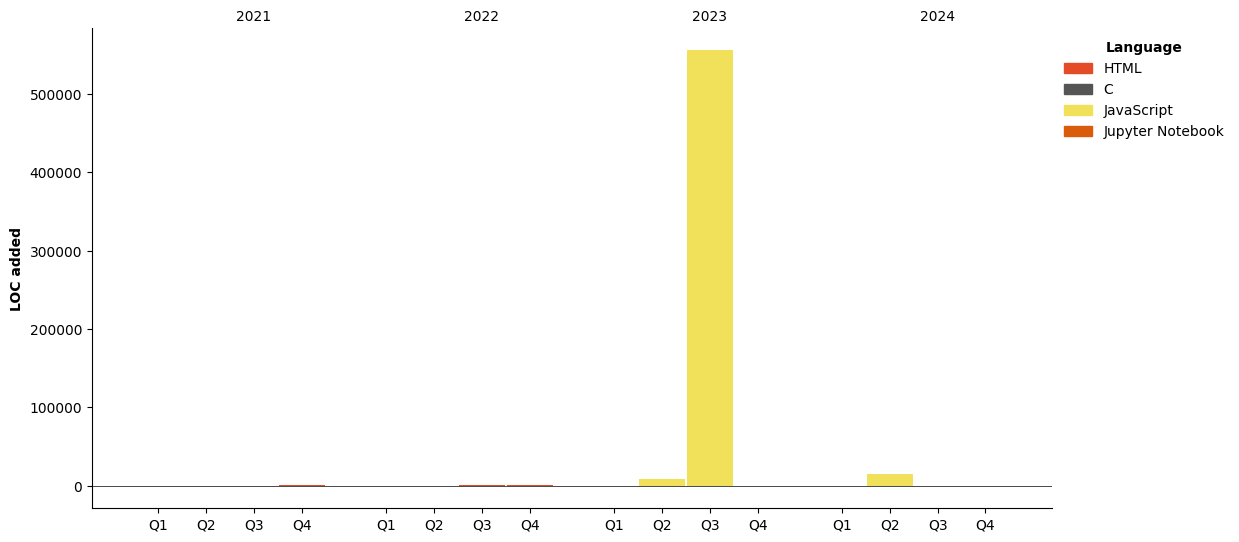 2021 2022 2023 2024
Language
HTML
C
JavaScript
Jupyter Notebook
LOC added
500000
400000
300000
200000
100000
0
Q1 Q2 Q3 Q4 Q1 Q2 Q3 Q4 Q1 Q2 Q3 Q4 Q1 Q2 Q3 Q4